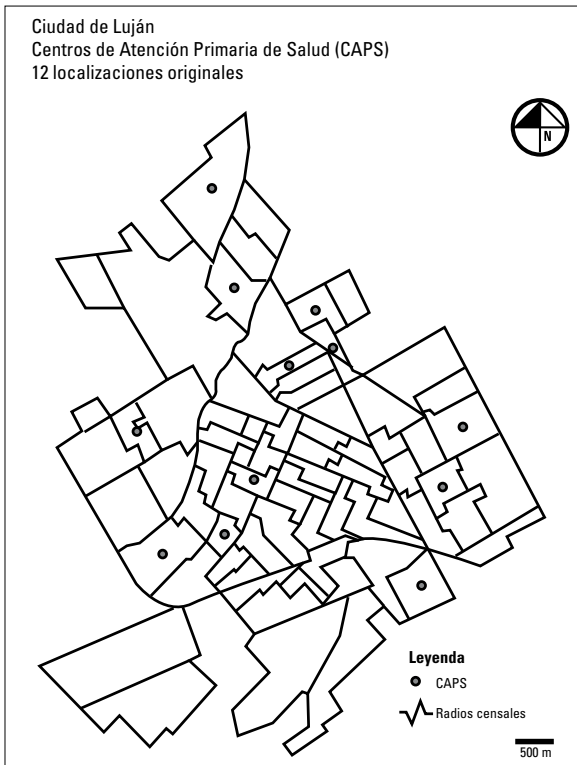 Ciudad de Luján
Centros de Atención Primaria de Salud (CAPS)
12 localizaciones originales
N
Leyenda
CAPS
Radios censales
500 m